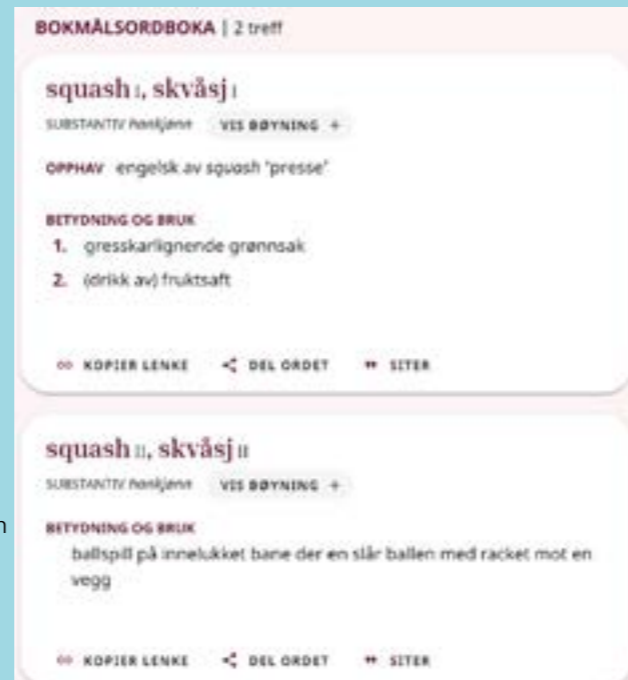 BOKMÅLSORDBOKA | 2 treff
squash I, skvåsj I
SUBSTANTIV hankjønn VIS BØYNING +
OPPHAV engelsk av squash 'presse'
BETYDNING OG BRUK
1. gresskarlignende grønnsak
2. (drikk av) fruktsaft
KOPIER LENKE DEL ORDET SITER
squash II, skvåsj II
SUBSTANTIV hankjønn VIS BØYNING +
n
BETYDNING OG BRUK
ballspill på innelukket bane der en slår ballen med racket mot en
vegg
KOPIER LENKE DEL ORDET SITER